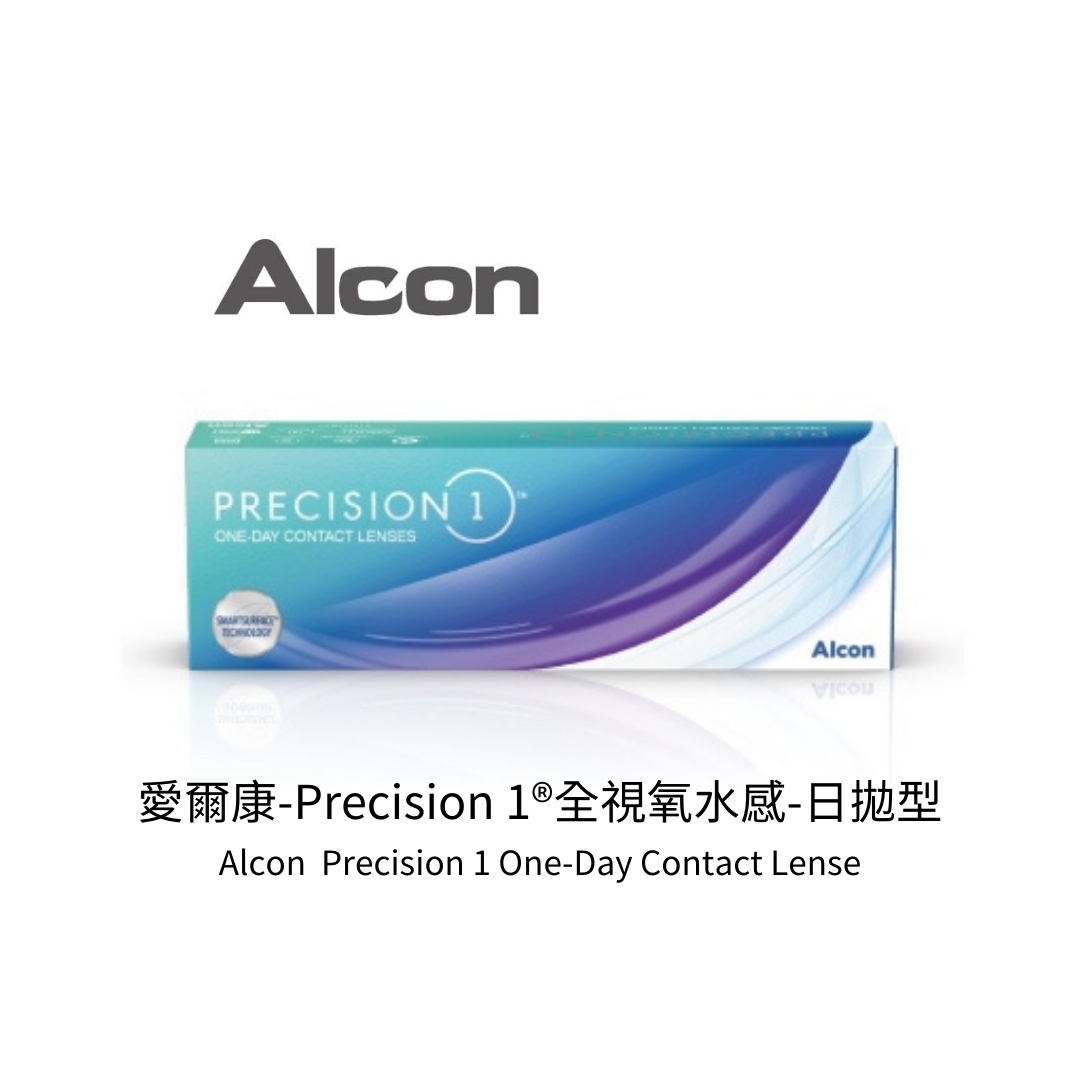 Alcon
PRECISION 1™
ONE-DAY CONTACT LENSES
SMARTSURFACE™
TECHNOLOGY
Alcon
愛爾康-Precision 1®全視氧水感-日拋型
Alcon  Precision 1 One-Day Contact Lense